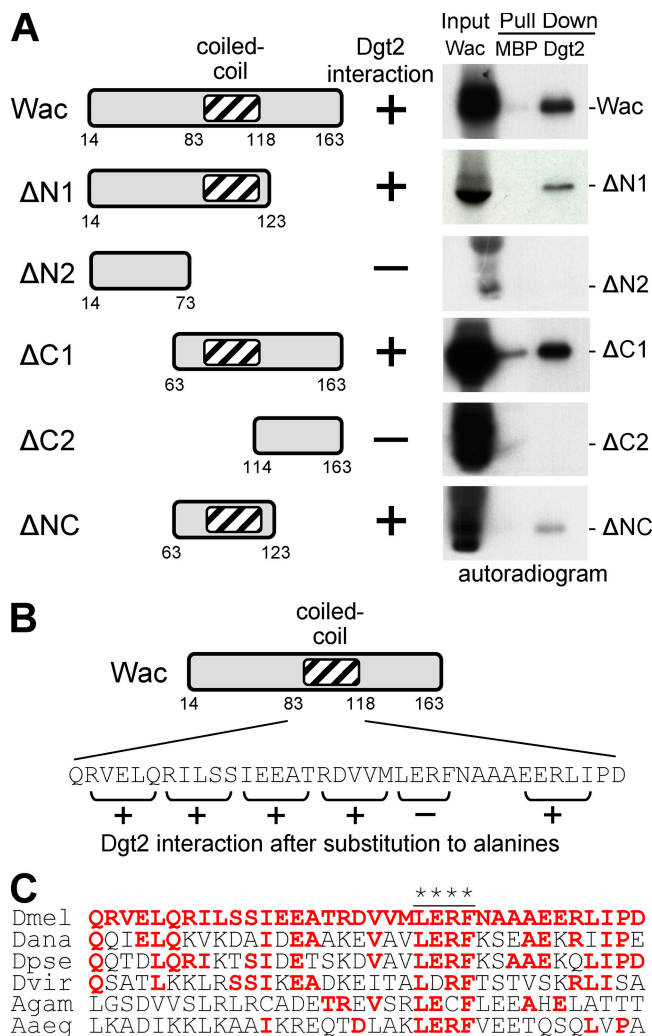 A
coiled-
coil
Dgt2
interaction
Input
Wac
Pull Down
MBP Dgt2
Wac
14 83 118 163
+
-Wac
ΔN1
14 123
+
- ΔN1
ΔN2
14 73
–
- ΔN2
ΔC1
63 163
+
- ΔC1
ΔC2
114 163
–
- ΔC2
ΔNC
63 123
+
- ΔNC
autoradiogram
B
coiled-
coil
Wac
14 83 118 163
QRVELQRILSSIEEATRDVVMLERFNAAAEERLIPD
+ + + + – +
Dgt2 interaction after substitution to alanines
C
****
Dmel QRVELQRILSSIEEATRDVVMLERFNAAAEERLIPD
Dana QQIELQKVKDAIDEAAKEVAVLERFKSEAEKRIIPE
Dpse QQTDLQRIKTSIDETSKDVAVLERFKSAAEKQLIPD
Dvir QSATLKKLRSSIKEADKEITALDRFTSTVSKRLISA
Agam LGSDVVSLRLRCADETREVSRLECFLEEAHELATTT
Aaeg LKADIKKLKAAIKREQTDLAKLERFVEETQSQLVPA